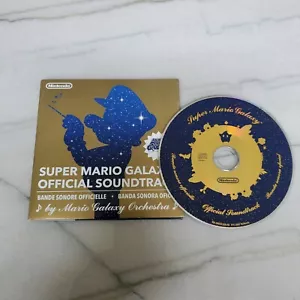 Nintendo
SUPER MARIO GALAX
OFFICIAL SOUNDTRA
BANDE SONORE OFFICIELLE • BANDA SONORA OFI
♪ by Mario Galaxy Orchestra ♪
Super Mario Galaxy
Official Soundtrack
Nintendo